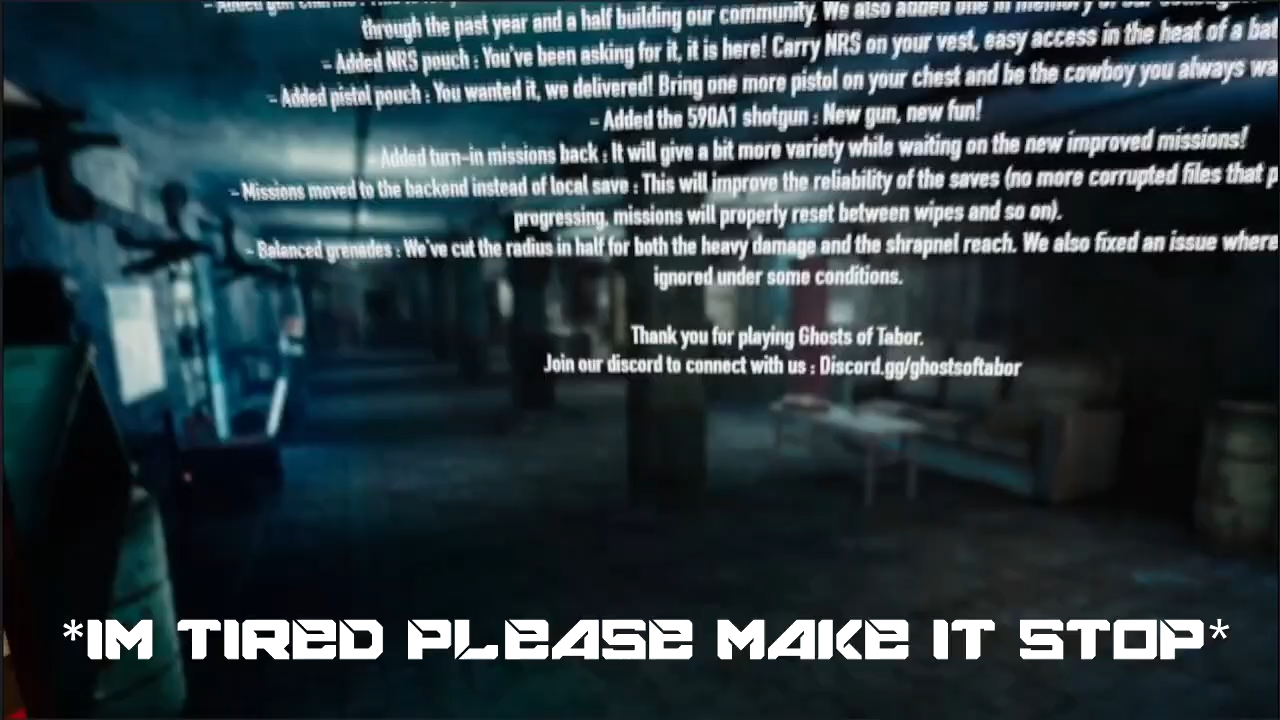 - Added gun charms : This is
through the past year and a half building our community. We also added one in memory of our
- Added NRS pouch : You've been asking for it, it is here! Carry NRS on your vest, easy access in the heat of a bat
- Added pistol pouch : You wanted it, we delivered! Bring one more pistol on your chest and be the cowboy you always wa
- Added the 590A1 shotgun : New gun, new fun!
- Added turn-in missions back : It will give a bit more variety while waiting on the new improved missions!
- Missions moved to the backend instead of local save : This will improve the reliability of the saves (no more corrupted files that p
progressing, missions will properly reset between wipes and so on).
- Balanced grenades : We've cut the radius in half for both the heavy damage and the shrapnel reach. We also fixed an issue where
ignored under some conditions.
Thank you for playing Ghosts of Tabor.
Join our discord to connect with us : Discord.gg/ghostsoftabor
*IM TIRED PLEASE MAKE IT STOP*